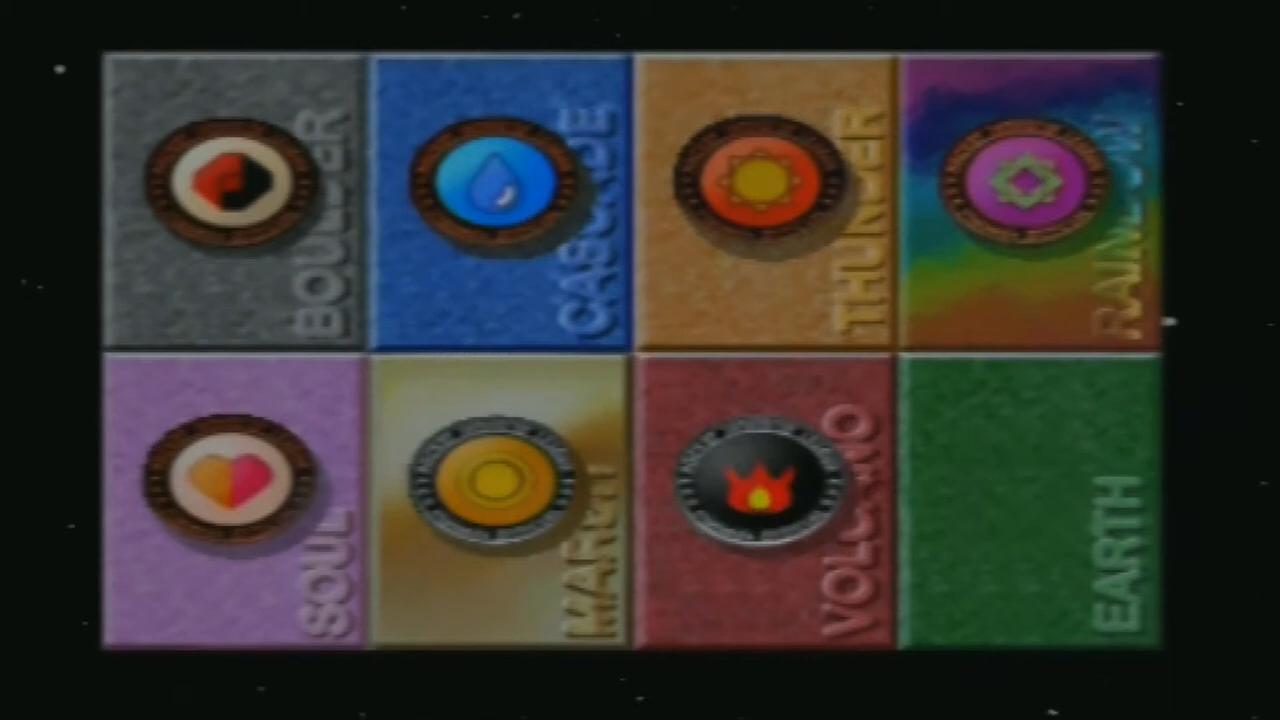 BOULDER
CASCADE
THUNDER
RAINBOW
SOUL
MARSH
VOLCANO
EARTH